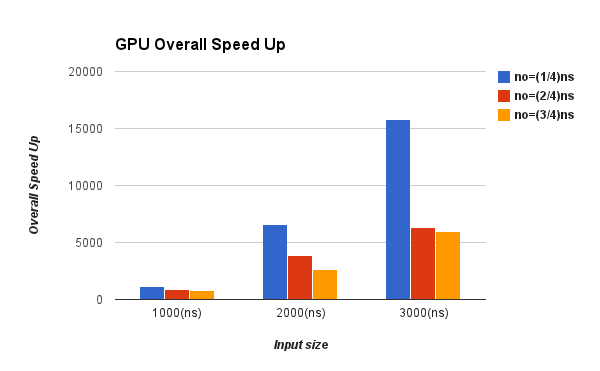 GPU Overall Speed Up
20000
15000
10000
5000
0
Overall Speed Up
1000(ns)
2000(ns)
3000(ns)
Input size
no=(1/4)ns
no=(2/4)ns
no=(3/4)ns